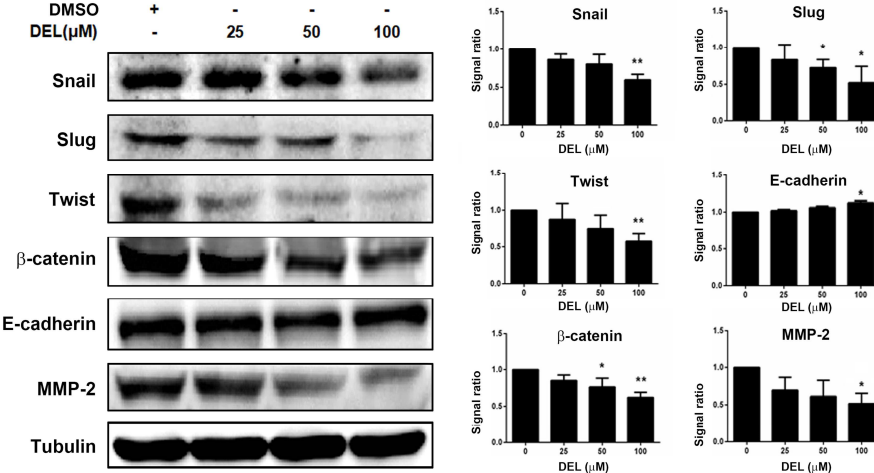 DMSO + - - -
DEL(µM) - 25 50 100
Snail
Slug
Twist
β-catenin
E-cadherin
MMP-2
Tubulin
Snail
Signal ratio
1.5
1.0
0.5
0.0
0 25 50 100
**
DEL (µM)
Slug
Signal ratio
1.5
1.0
0.5
0.0
* *
0 25 50 100
DEL (µM)
Twist
Signal ratio
1.5
1.0
0.5
0.0
**
0 25 50 100
DEL (µM)
E-cadherin
Signal ratio
1.5
1.0
0.5
0.0
*
0 25 50 100
DEL (µM)
β-catenin
Signal ratio
1.5
1.0
0.5
0.0
* **
0 25 50 100
DEL (µM)
MMP-2
Signal ratio
1.5
1.0
0.5
0.0
*
0 25 50 100
DEL (µM)